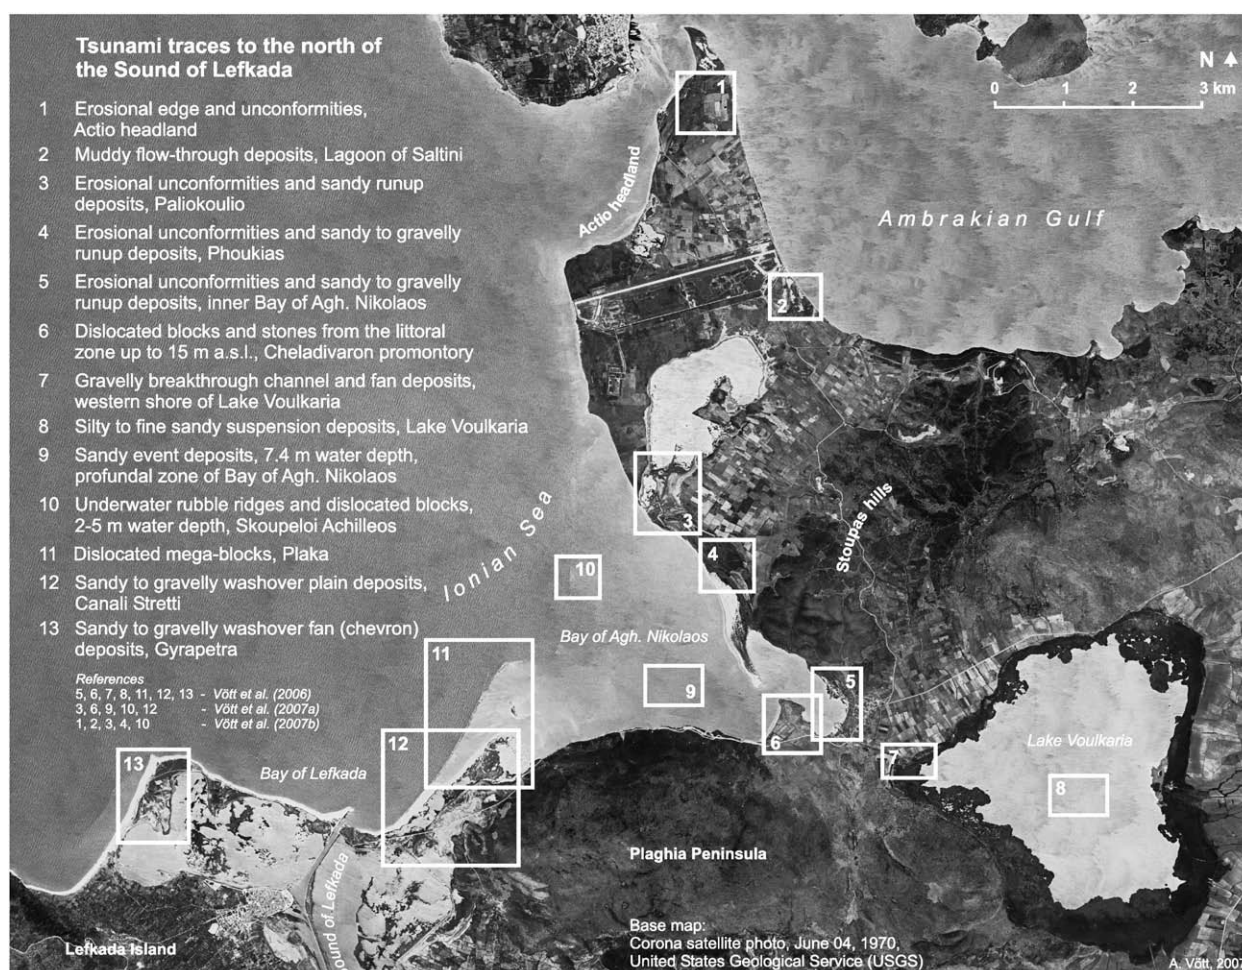 Tsunami traces to the north of
the Sound of Lefkada
1 Erosional edge and unconformities,
Actio headland
2 Muddy flow-through deposits, Lagoon of Saltini
3 Erosional unconformities and sandy runup
deposits, Paliokoulio
4 Erosional unconformities and sandy to gravelly
runup deposits, Phoukias
5 Erosional unconformities and sandy to gravelly
runup deposits, inner Bay of Agh. Nikolaos
6 Dislocated blocks and stones from the littoral
zone up to 15 m a.s.l., Cheladivaron promontory
7 Gravelly breakthrough channel and fan deposits,
western shore of Lake Voulkaria
8 Silty to fine sandy suspension deposits, Lake Voulkaria
9 Sandy event deposits, 7.4 m water depth,
profundal zone of Bay of Agh. Nikolaos
10 Underwater rubble ridges and dislocated blocks,
2-5 m water depth, Skoupeloi Achilleos
11 Dislocated mega-blocks, Plaka
12 Sandy to gravelly washover plain deposits,
Canali Stretti
13 Sandy to gravelly washover fan (chevron)
deposits, Gyrapetra
References
5, 6, 7, 8, 11, 12, 13 - Vött et al. (2006)
3, 6, 9, 10, 12 - Vött et al. (2007a)
1, 2, 3, 4, 10 - Vött et al. (2007b)
N
0 1 2 3 km
1
Actio headland
Ambrakian Gulf
2
3
4
Stoupas hills
Ionian Sea
10
Bay of Agh. Nikolaos
11
9
5
6
12
7
Lake Voulkaria
8
13
Bay of Lefkada
Plaghia Peninsula
Sound of Lefkada
Lefkada Island
Base map:
Corona satellite photo, June 04, 1970,
United States Geological Service (USGS)
A. Vött, 2007